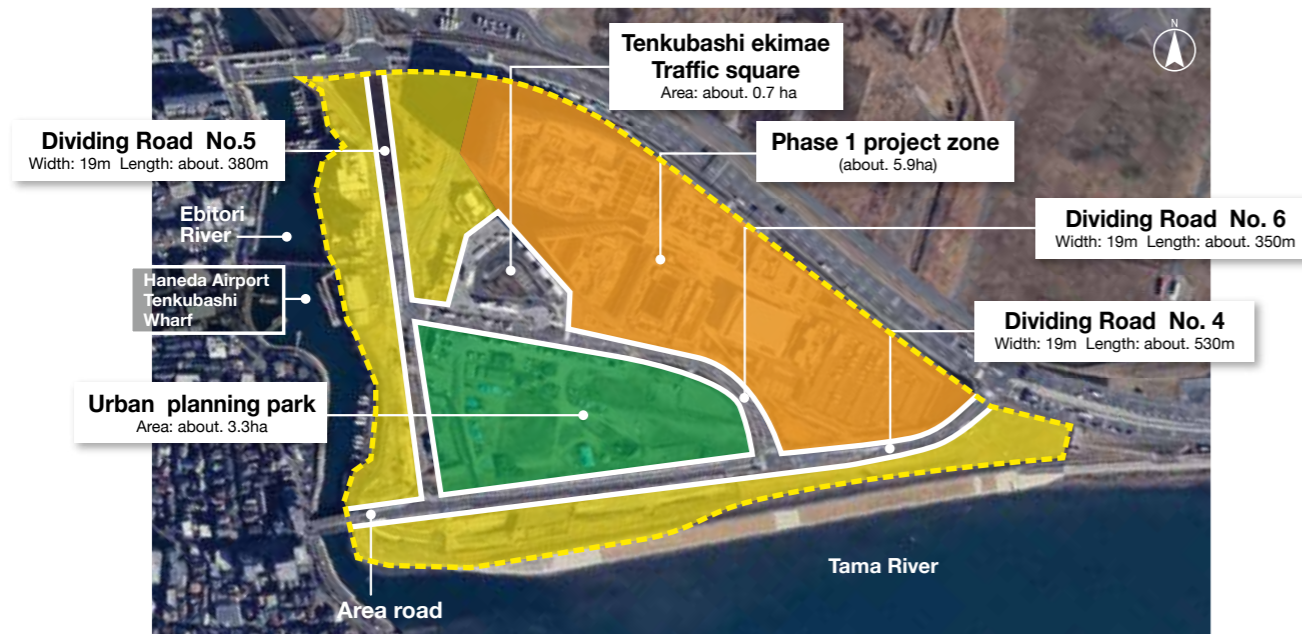 N
Tenkubashi ekimae
Traffic square
Area: about. 0.7 ha
Dividing Road No.5
Width: 19m Length: about. 380m
Phase 1 project zone
(about. 5.9ha)
Ebitori
River
Dividing Road No. 6
Width: 19m Length: about. 350m
Haneda Airport
Tenkubashi
Wharf
Dividing Road No. 4
Width: 19m Length: about. 530m
Urban planning park
Area: about. 3.3ha
Tama River
Area road